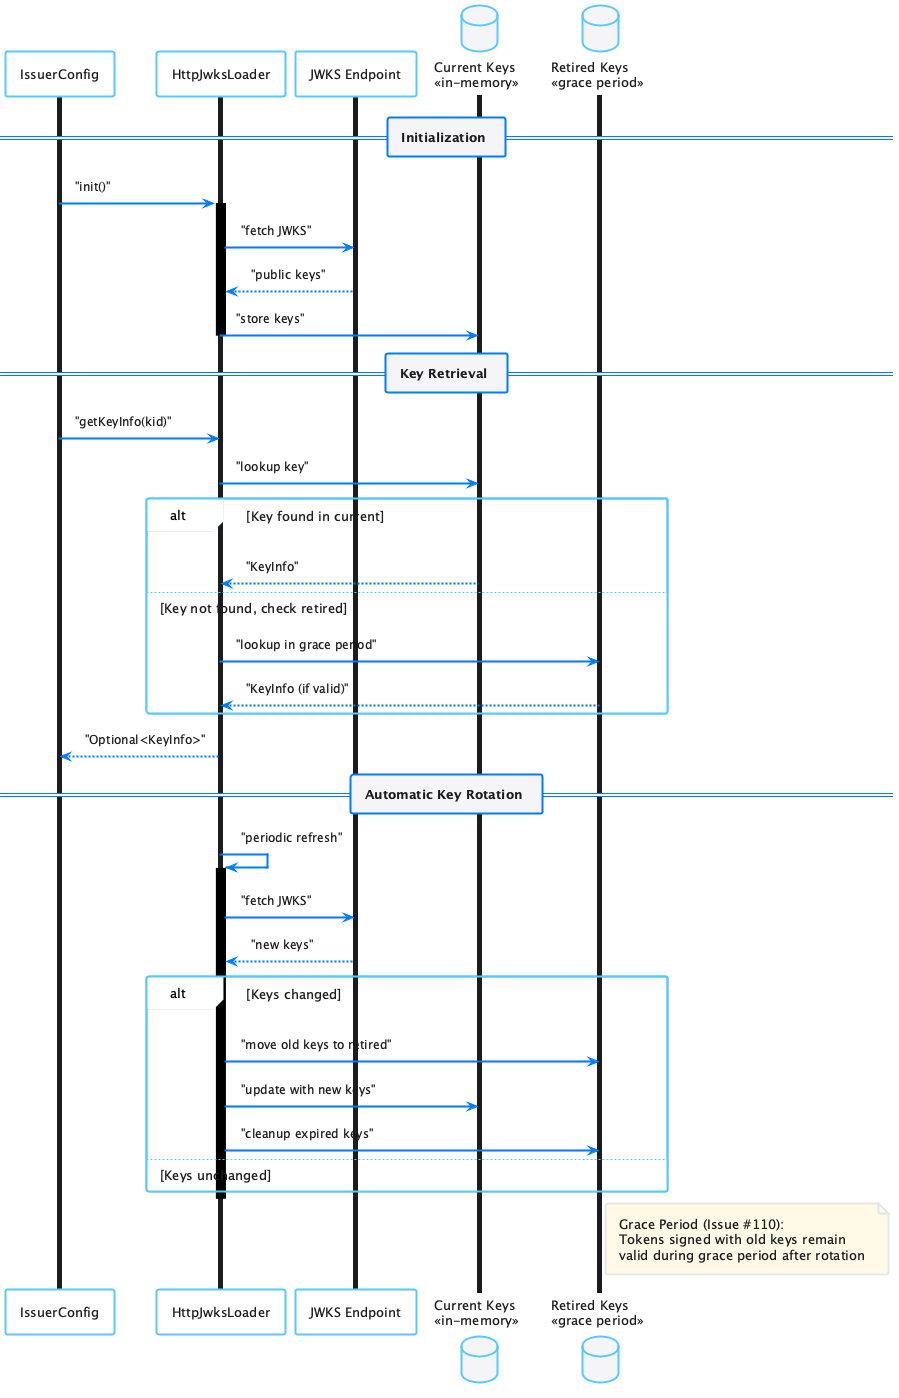 IssuerConfig
HttpJwksLoader
JWKS Endpoint
Current Keys
«in-memory»
Retired Keys
«grace period»
Initialization
"init()"
"fetch JWKS"
"public keys"
"store keys"
Key Retrieval
"getKeyInfo(kid)"
"lookup key"
alt
[Key found in current]
"KeyInfo"
[Key not found, check retired]
"lookup in grace period"
"KeyInfo (if valid)"
"Optional<KeyInfo>"
Automatic Key Rotation
"periodic refresh"
"fetch JWKS"
"new keys"
alt
[Keys changed]
"move old keys to retired"
"update with new keys"
"cleanup expired keys"
[Keys unchanged]
Grace Period (Issue #110):
Tokens signed with old keys remain
valid during grace period after rotation
IssuerConfig
HttpJwksLoader
JWKS Endpoint
Current Keys
«in-memory»
Retired Keys
«grace period»